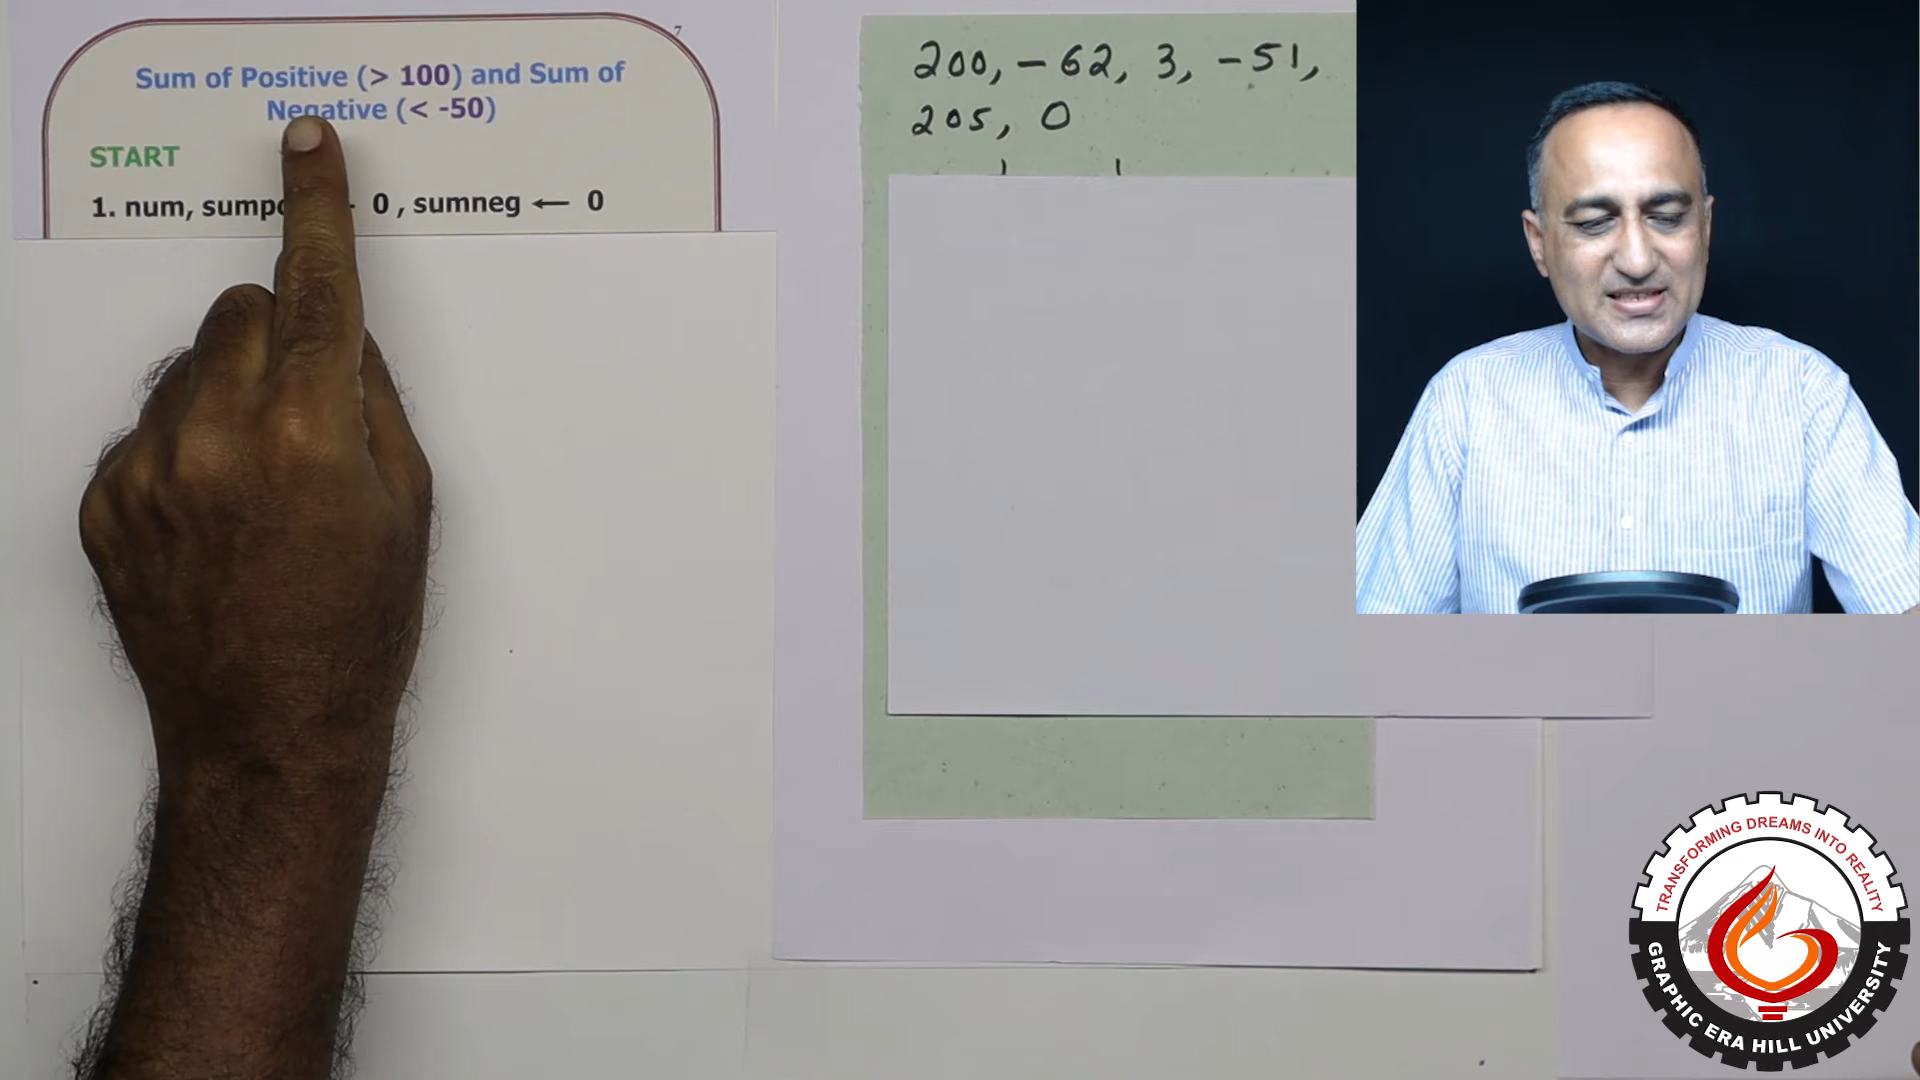 7
Sum of Positive (> 100) and Sum of
Negative (< -50)
START
1. num, 0 , sumneg ← 0
200, - 62, 3, -51,
205, 0
TRANSFORMING DREAMS INTO REALITY
GRAPHIC ERA HILL UNIVERSITY